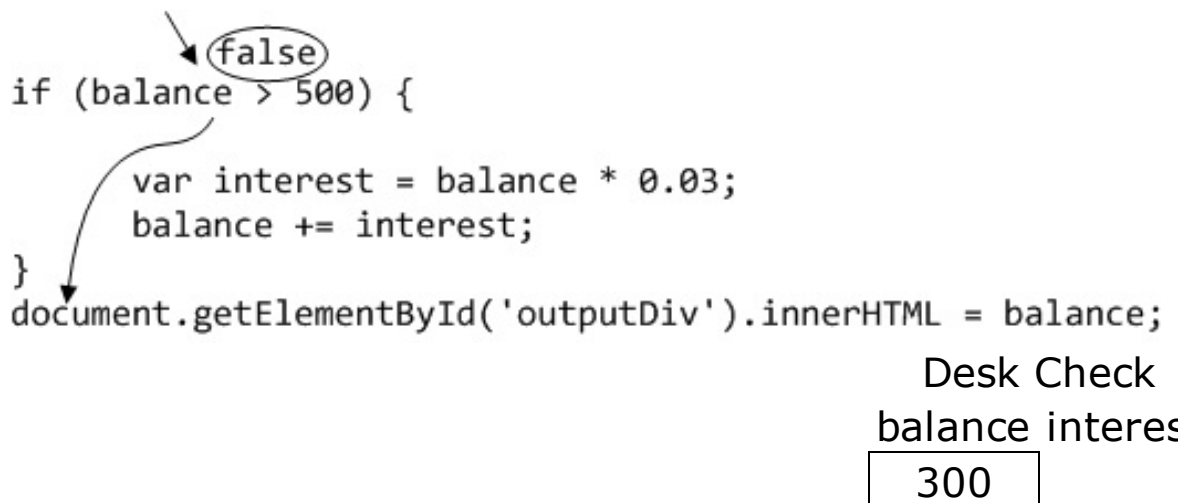 false
if (balance > 500) {
var interest = balance * 0.03;
balance += interest;
}
document.getElementById('outputDiv').innerHTML = balance;
Desk Check
balance interes
300